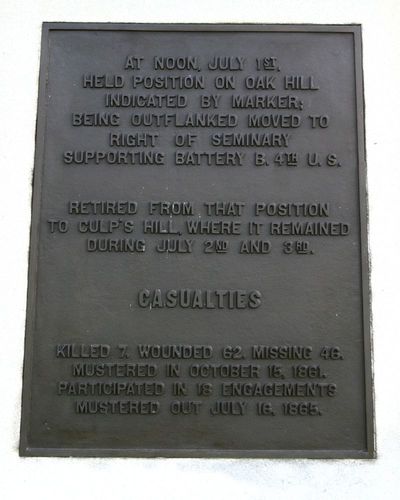 AT NOON, JULY 1ST,
HELD POSITION ON OAK HILL
INDICATED BY MARKER;
BEING OUTFLANKED MOVED TO
RIGHT OF SEMINARY
SUPPORTING BATTERY B. 4TH U. S.
RETIRED FROM THAT POSITION
TO CULP'S HILL, WHERE IT REMAINED
DURING JULY 2ND AND 3RD.
CASUALTIES
KILLED 7. WOUNDED 62. MISSING 46.
MUSTERED IN OCTOBER 15, 1861.
PARTICIPATED IN 18 ENGAGEMENTS
MUSTERED OUT JULY 16, 1865.